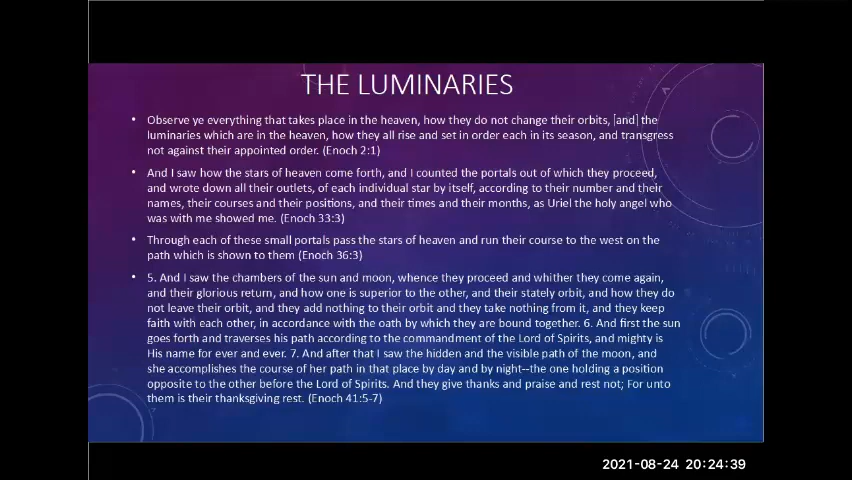 THE LUMINARIES
• Observe ye everything that takes place in the heaven, how they do not change their orbits, [and] the
luminaries which are in the heaven, how they all rise and set in order each in its season, and transgress
not against their appointed order. (Enoch 2:1)
• And I saw how the stars of heaven come forth, and I counted the portals out of which they proceed,
and wrote down all their outlets, of each individual star by itself, according to their number and their
names, their courses and their positions, and their times and their months, as Uriel the holy angel who
was with me showed me. (Enoch 33:3)
• Through each of these small portals pass the stars of heaven and run their course to the west on the
path which is shown to them (Enoch 36:3)
• 5. And I saw the chambers of the sun and moon, whence they proceed and whither they come again,
and their glorious return, and how one is superior to the other, and their stately orbit, and how they do
not leave their orbit, and they add nothing to their orbit and they take nothing from it, and they keep
faith with each other, in accordance with the oath by which they are bound together. 6. And first the sun
goes forth and traverses his path according to the commandment of the Lord of Spirits, and mighty is
His name for ever and ever. 7. And after that I saw the hidden and the visible path of the moon, and
she accomplishes the course of her path in that place by day and by night--the one holding a position
opposite to the other before the Lord of Spirits. And they give thanks and praise and rest not; For unto
them is their thanksgiving rest. (Enoch 41:5-7)
2021-08-24 20:24:39